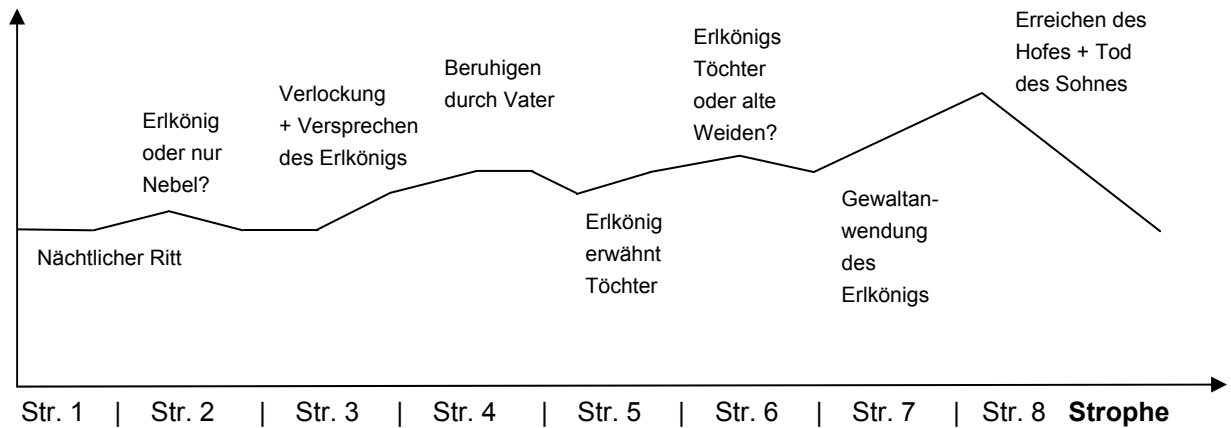 Nächtlicher Ritt
Erlkönig
oder nur
Nebel?
Verlockung
+ Versprechen
des Erlkönigs
Beruhigen
durch Vater
Erlkönig
erwähnt
Töchter
Erlkönigs
Töchter
oder alte
Weiden?
Gewaltan-
wendung
des
Erlkönigs
Erreichen des
Hofes + Tod
des Sohnes
Str. 1 | Str. 2 | Str. 3 | Str. 4 | Str. 5 | Str. 6 | Str. 7 | Str. 8 Strophe